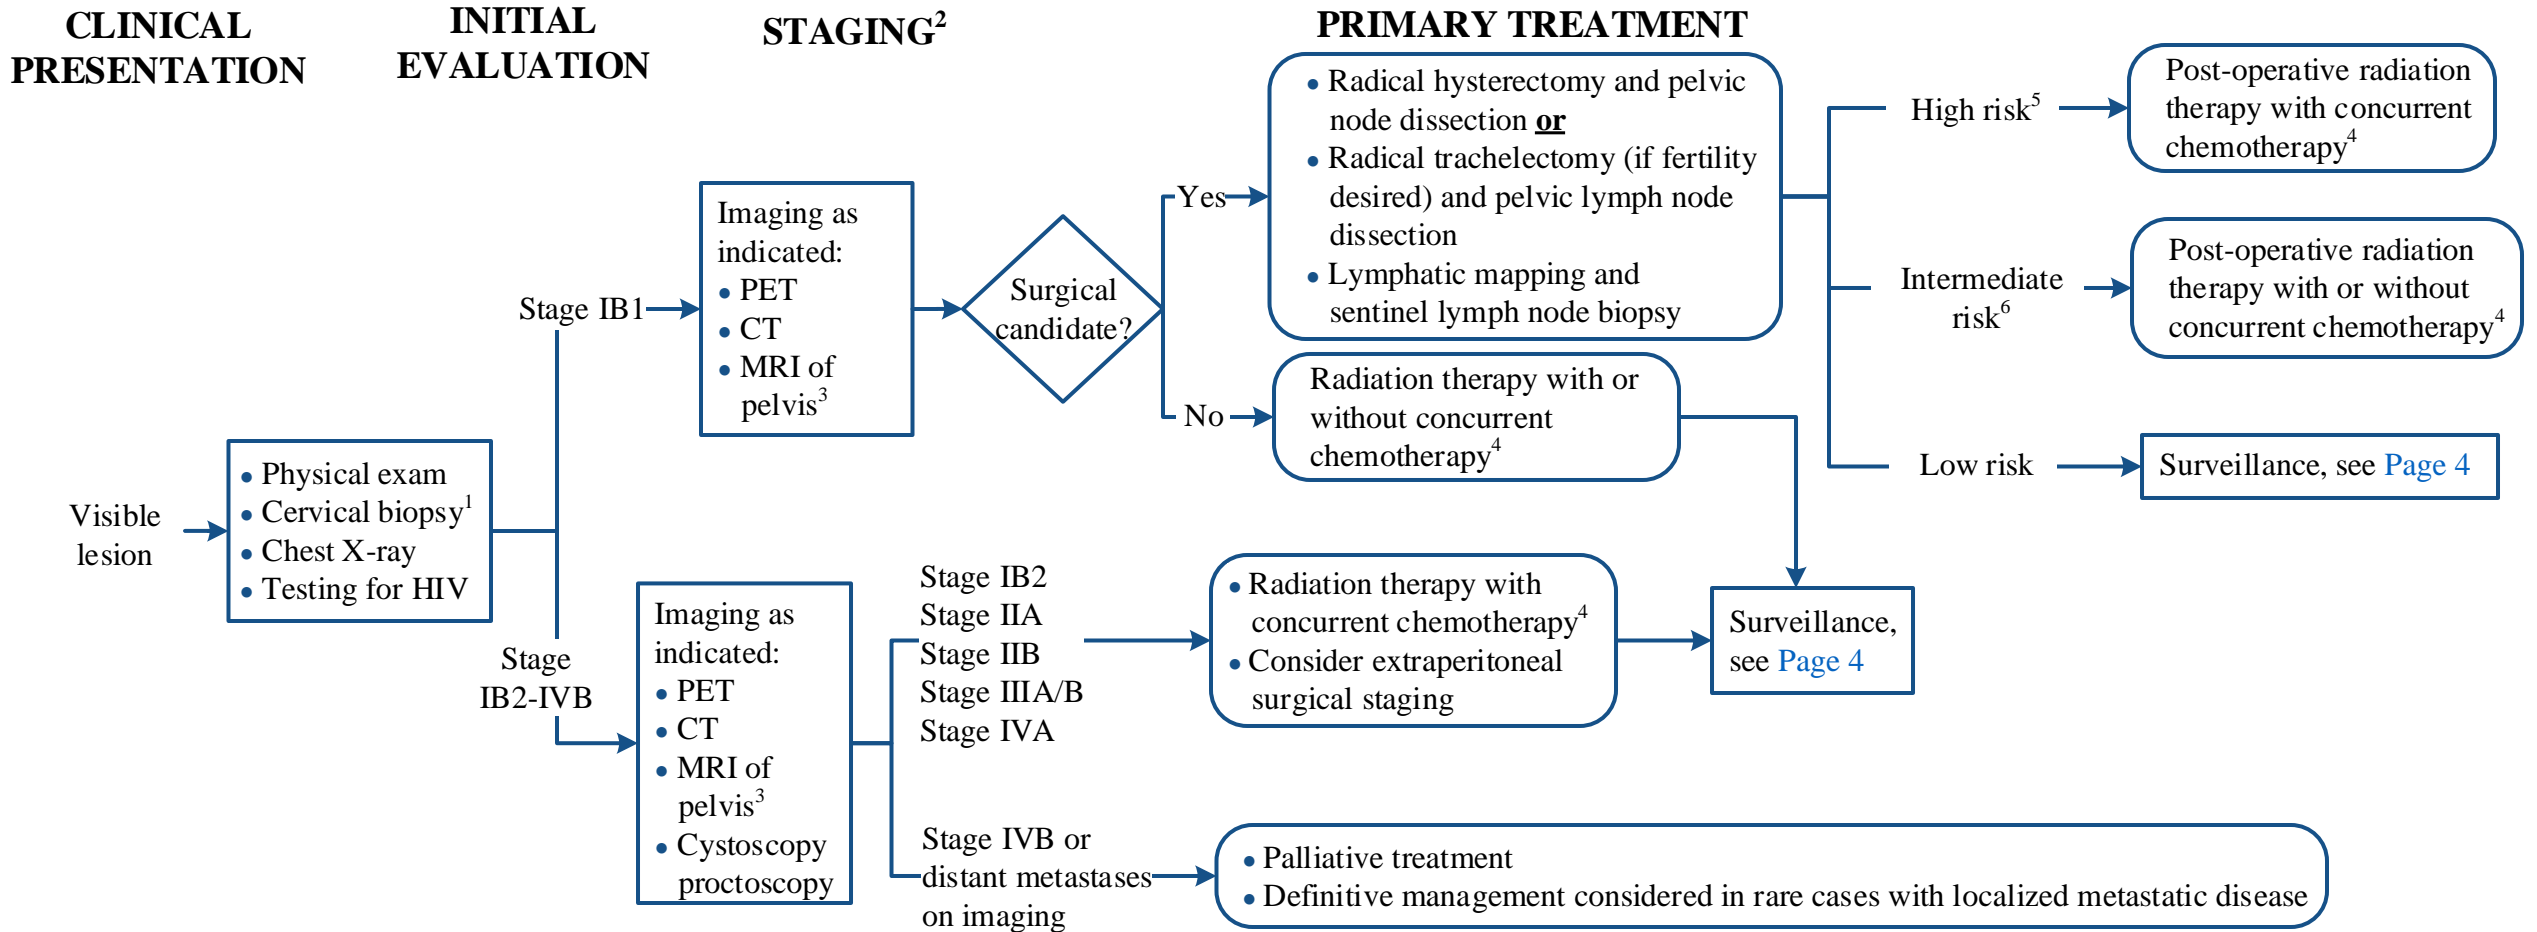 CLINICAL
PRESENTATION
INITIAL
EVALUATION
STAGING²
PRIMARY TREATMENT
Visible
lesion
• Physical exam
• Cervical biopsy¹
• Chest X-ray
• Testing for HIV
Stage IB1
Imaging as
indicated:
• PET
• CT
• MRI of
pelvis³
Surgical
candidate?
Yes
• Radical hysterectomy and pelvic
node dissection or
• Radical trachelectomy (if fertility
desired) and pelvic lymph node
dissection
• Lymphatic mapping and
sentinel lymph node biopsy
High risk⁵
Post-operative radiation
therapy with concurrent
chemotherapy⁴
Intermediate
risk⁶
Post-operative radiation
therapy with or without
concurrent chemotherapy⁴
Low risk
Surveillance, see Page 4
No
Radiation therapy with or
without concurrent
chemotherapy⁴
Stage
IB2-IVB
Imaging as
indicated:
• PET
• CT
• MRI of
pelvis³
• Cystoscopy
proctoscopy
Stage IB2
Stage IIA
Stage IIB
Stage IIIA/B
Stage IVA
• Radiation therapy with
concurrent chemotherapy⁴
• Consider extraperitoneal
surgical staging
Surveillance,
see Page 4
Stage IVB or
distant metastases
on imaging
• Palliative treatment
• Definitive management considered in rare cases with localized metastatic disease